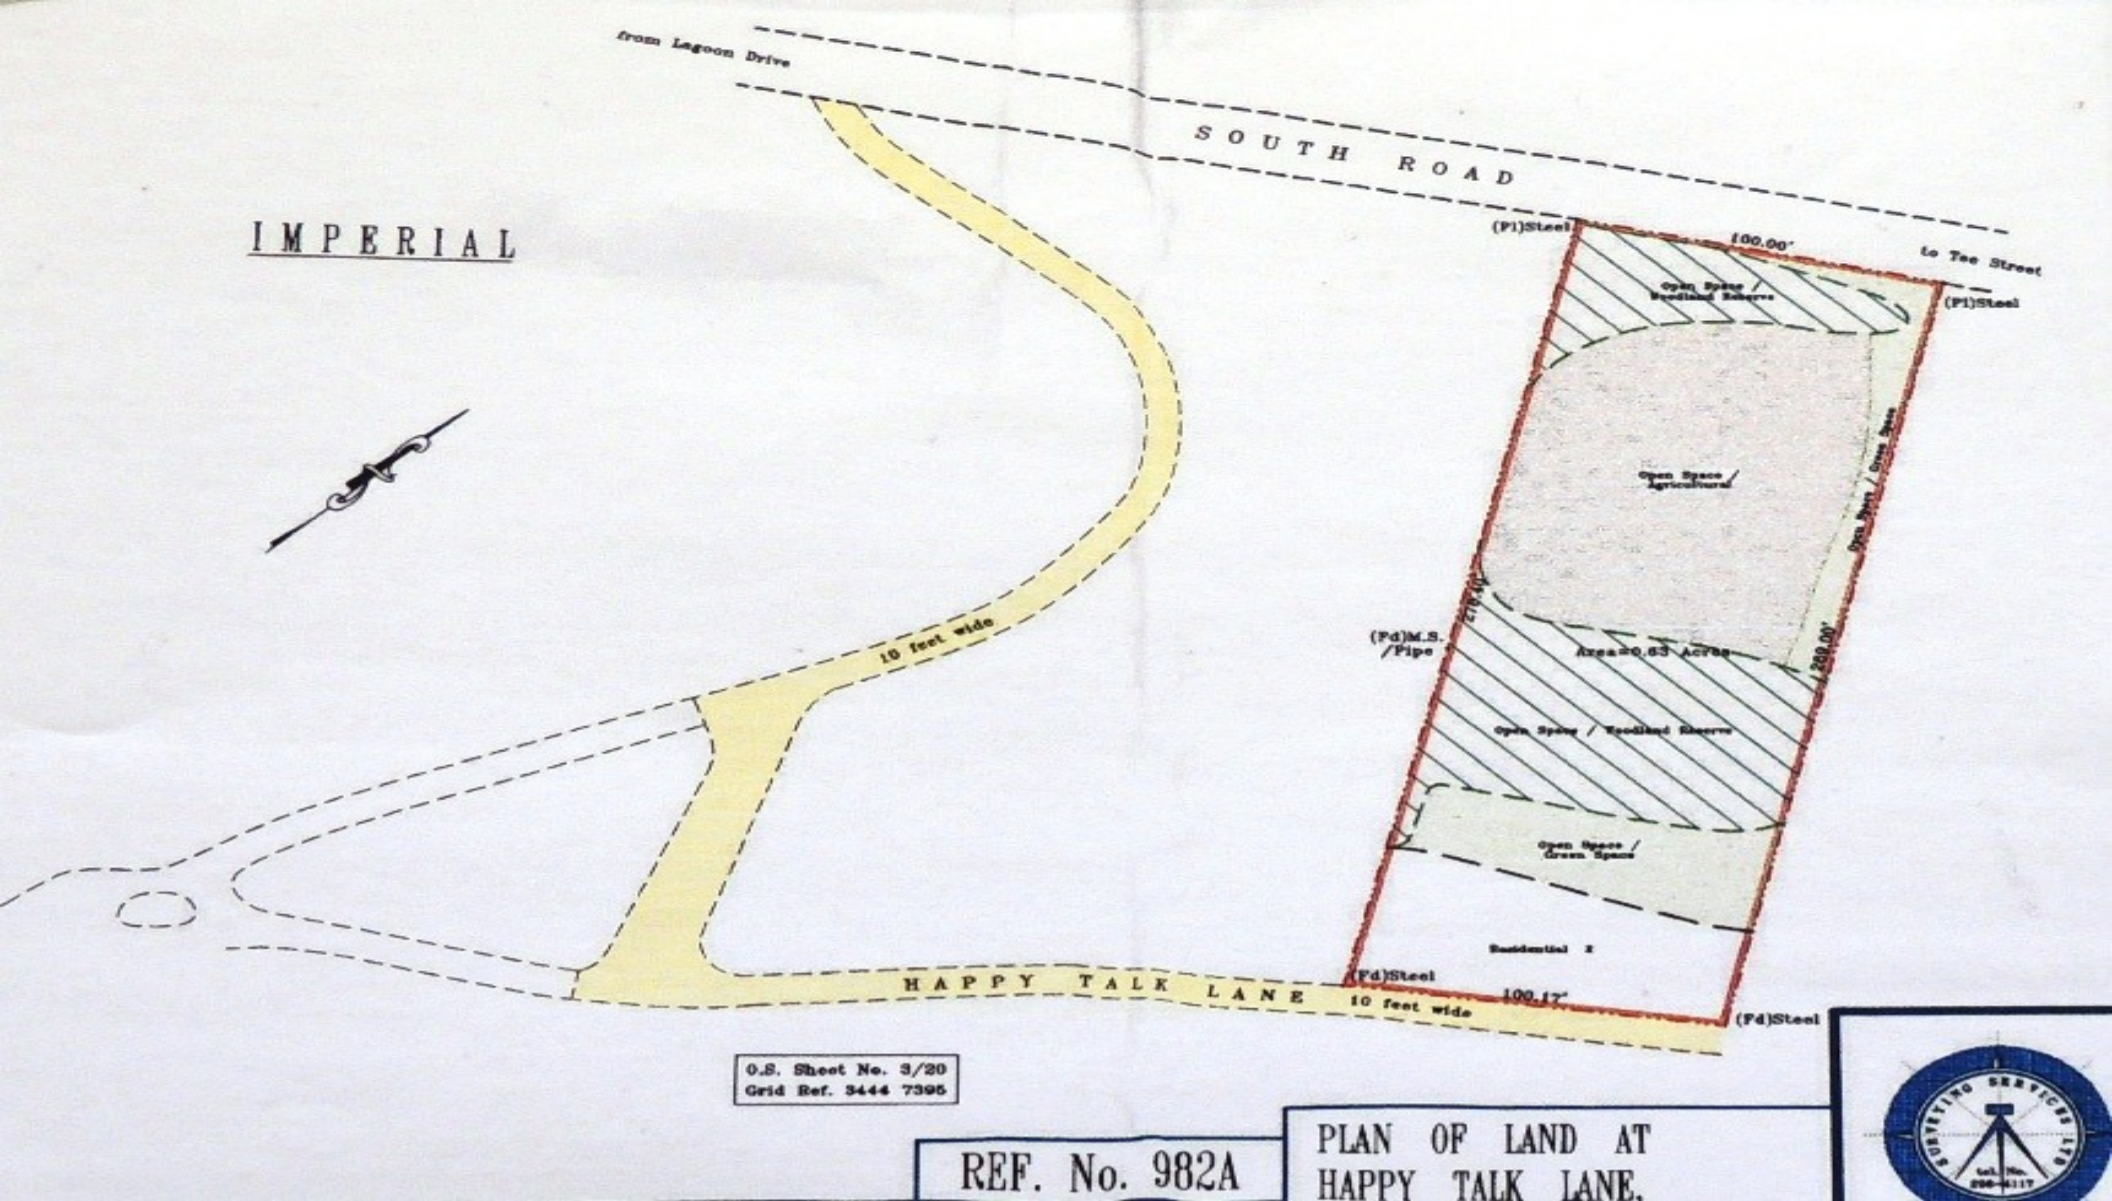 from Lagoon Drive
SOUTH ROAD
IMPERIAL
(Pl)Steel
100.00'
to Tee Street
(Pl)Steel
Open Space /
Woodland Reserve
Open Space /
Agricultural
Open Space / Green Space
10 feet wide
(Fd)M.S.
/Pipe
Area=0.63 Acres
Open Space / Woodland Reserve
Open Space /
Green Space
Residential 2
(Fd)Steel
HAPPY TALK LANE
10 feet wide
100.17'
(Fd)Steel
O.S. Sheet No. 3/20
Grid Ref. 3444 7395
REF. No. 982A
PLAN OF LAND AT
HAPPY TALK LANE,
SURVEYING SERVICES LTD
tel. No.